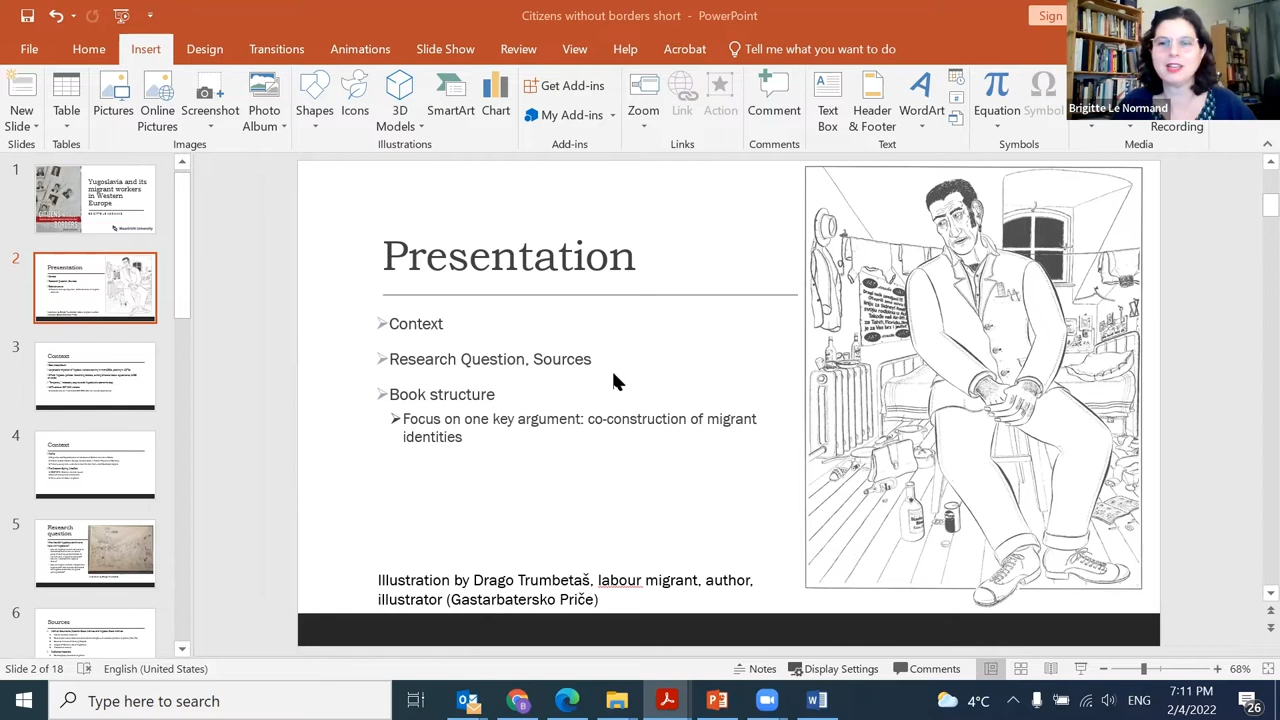 Citizens without borders short - PowerPoint
Sign
File
Home
Insert
Design
Transitions
Animations
Slide Show
Review
View
Help
Acrobat
Tell me what you want to do
New
Slide
Slides
Table
Tables
Pictures
Online
Pictures
Screenshot
Photo
Album
Images
Shapes
Icons
3D
Models
SmartArt
Chart
Illustrations
Get Add-ins
My Add-ins
Add-ins
Zoom
Link
Action
Links
Comment
Comments
Text
Box
Header
& Footer
WordArt
Text
Equation
Symbol
Symbols
Recording
Media
Brigitte Le Normand
1
Yugoslavia and its
migrant workers
in Western
Europe
2
Presentation
3
Context
4
Context
5
Research
question
6
Sources
Presentation
Context
Research Question, Sources
Book structure
Focus on one key argument: co-construction of migrant
identities
Illustration by Drago Trumbetaš, labour migrant, author,
illustrator (Gastarbatersko Priče)
Slide 2 of 18
English (United States)
Notes
Display Settings
Comments
68%
Type here to search
4°C
ENG
7:11 PM
2/4/2022
26